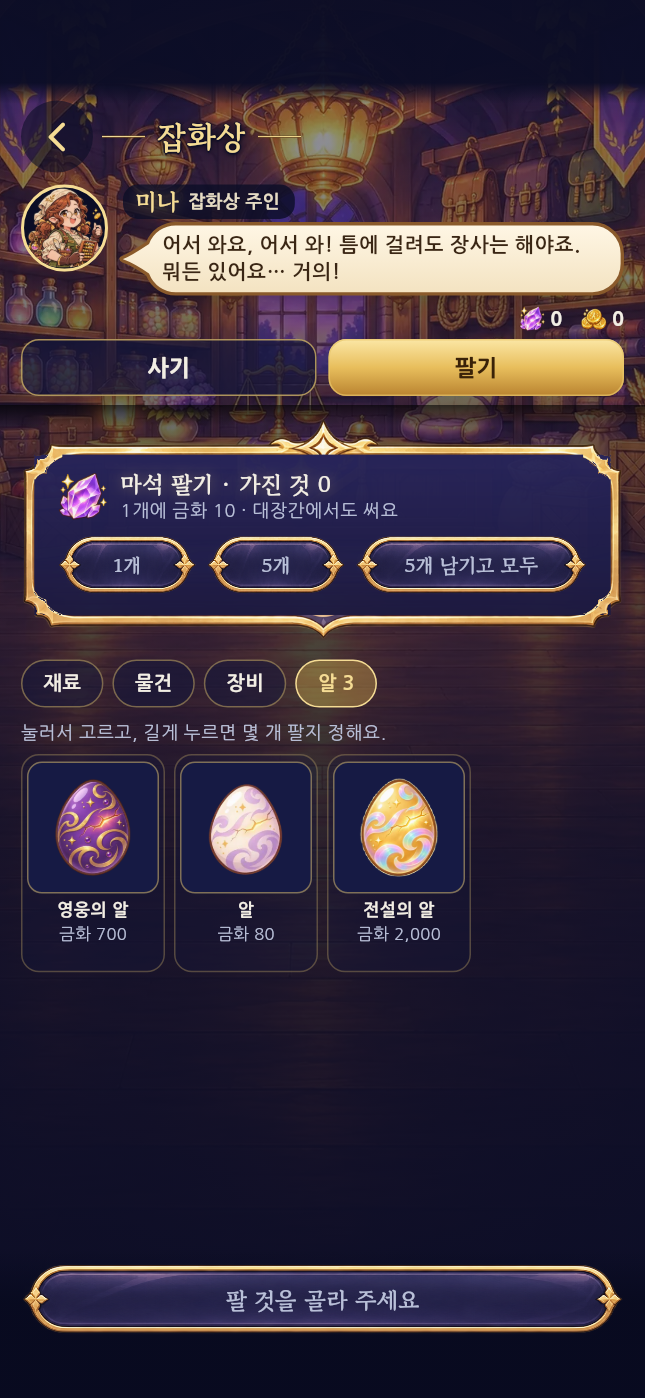 잡화상
미나 잡화상 주인
어서 와요, 어서 와! 틈에 걸려도 장사는 해야죠.
뭐든 있어요… 거의!
0 0
사기 팔기
마석 팔기 · 가진 것 0
1개에 금화 10 · 대장간에서도 써요
1개 5개 5개 남기고 모두
재료 물건 장비 알 3
눌러서 고르고, 길게 누르면 몇 개 팔지 정해요.
영웅의 알 알 전설의 알
금화 700 금화 80 금화 2,000
팔 것을 골라 주세요